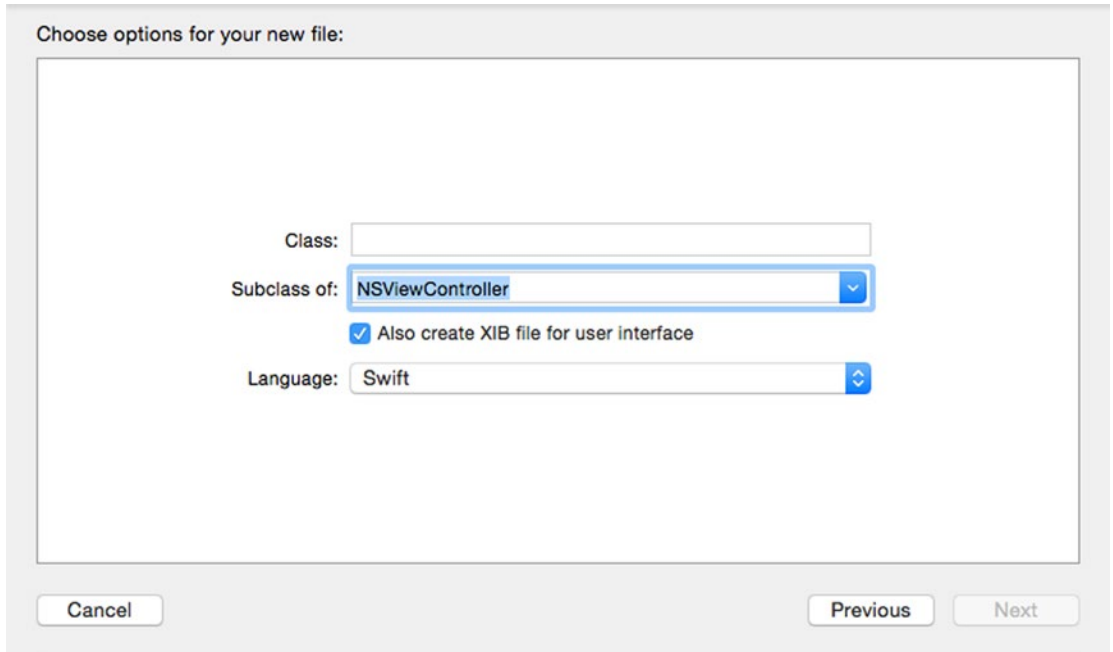 Choose options for your new file:
Class:
Subclass of: NSViewController
Also create XIB file for user interface
Language: Swift
Cancel Previous Next